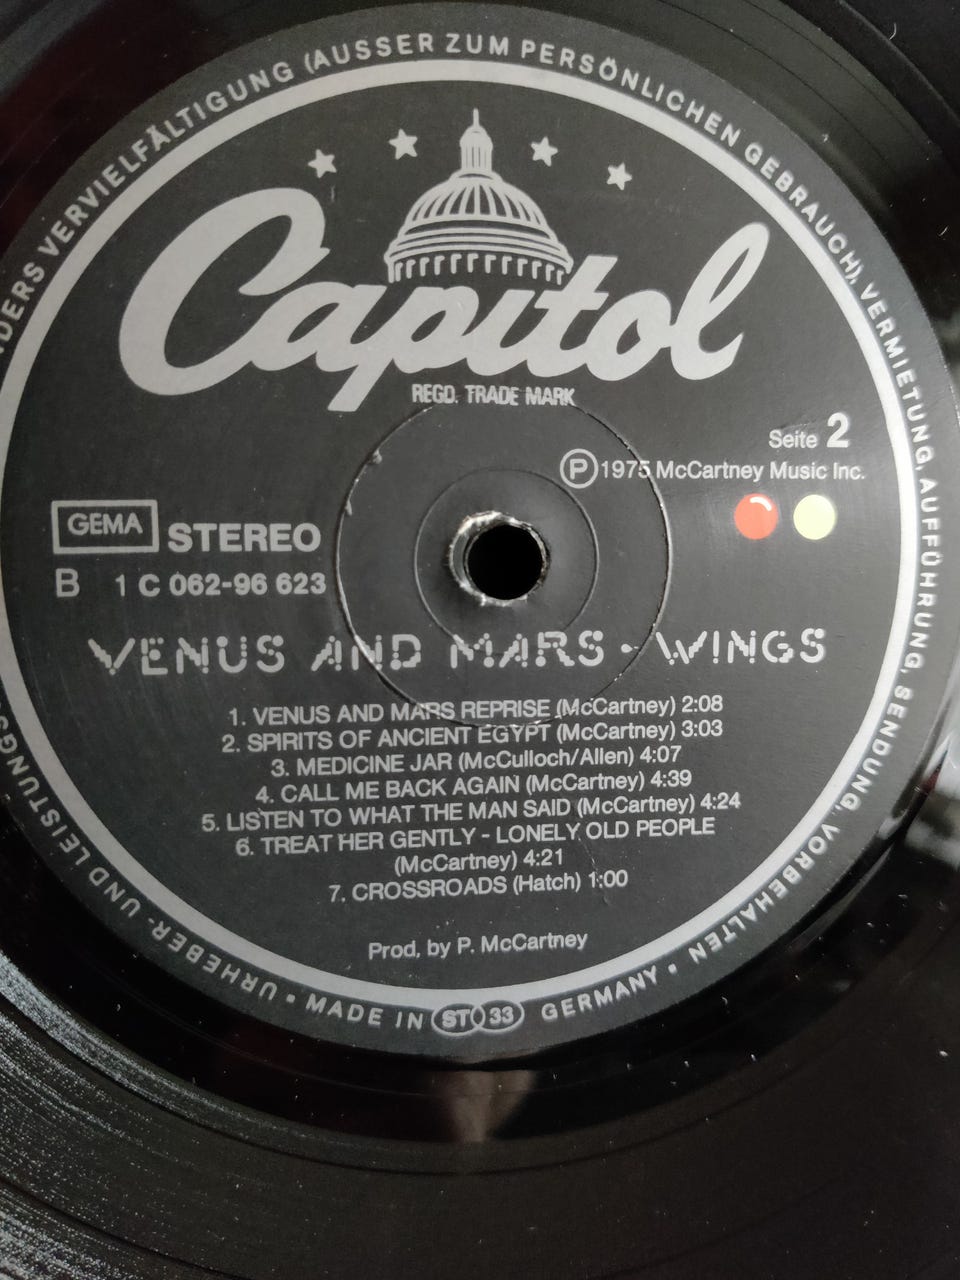 NDERS VERVIELFÄLTIGUNG (AUSSER ZUM PERSÖNLICHEN GEBRAUCH), VERMIETUNG, AUFFÜHRUNG, SENDUNG, VORBEHALTEN •
Capitol
REGD. TRADE MARK
Seite 2
Ⓟ 1975 McCartney Music Inc.
GEMA STEREO
B 1 C 062-96 623
VENUS AND MARS • WINGS
1. VENUS AND MARS REPRISE (McCartney) 2:08
2. SPIRITS OF ANCIENT EGYPT (McCartney) 3:03
3. MEDICINE JAR (McCulloch/Allen) 4:07
4. CALL ME BACK AGAIN (McCartney) 4:39
5. LISTEN TO WHAT THE MAN SAID (McCartney) 4:24
6. TREAT HER GENTLY - LONELY OLD PEOPLE
(McCartney) 4:21
7. CROSSROADS (Hatch) 1:00
Prod. by P. McCartney
URHEBER- UND LEISTUNGS
• MADE IN ST 33 GERMANY